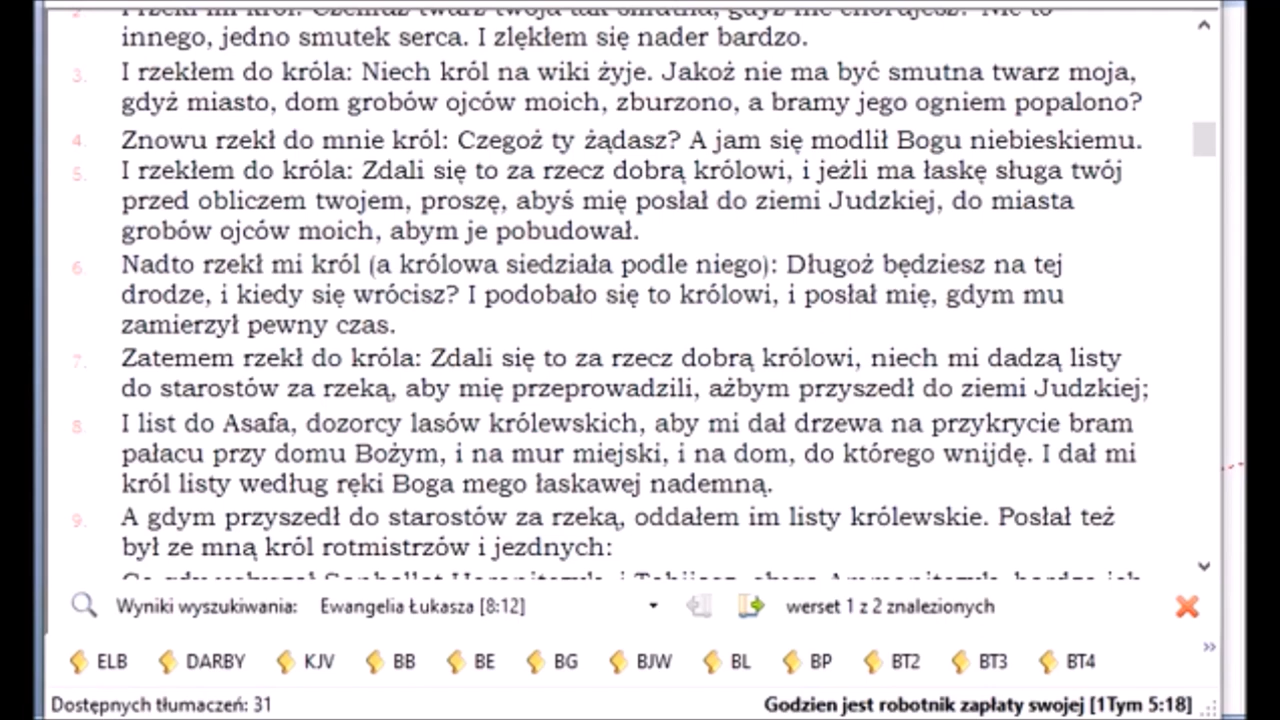 innego, jedno smutek serca. I zląkłem się nader bardzo.
3. I rzekłem do króla: Niech król na wiki żyje. Jakoż nie ma być smutna twarz moja,
gdyż miasto, dom grobów ojców moich, zburzono, a bramy jego ogniem popalono?
4. Znowu rzekł do mnie król: Czegoż ty żądasz? A jam się modlił Bogu niebieskiemu.
5. I rzekłem do króla: Zdali się to za rzecz dobrą królowi, i jeżli ma łaskę sługa twój
przed obliczem twojem, proszę, abyś mię posłał do ziemi Judzkiej, do miasta
grobów ojców moich, abym je pobudował.
6. Nadto rzekł mi król (a królowa siedziała podle niego): Długoż będziesz na tej
drodze, i kiedy się wrócisz? I podobało się to królowi, i posłał mię, gdym mu
zamierzył pewny czas.
7. Zatemem rzekł do króla: Zdali się to za rzecz dobrą królowi, niech mi dadzą listy
do starostów za rzeką, aby mię przeprowadzili, ażbym przyszedł do ziemi Judzkiej;
8. I list do Asafa, dozorcy lasów królewskich, aby mi dał drzewa na przykrycie bram
pałacu przy domu Bożym, i na mur miejski, i na dom, do którego wnijdę. I dał mi
król listy według ręki Boga mego łaskawej nademną.
9. A gdym przyszedł do starostów za rzeką, oddałem im listy królewskie. Posłał też
był ze mną król rotmistrzów i jezdnych:
Wyniki wyszukiwania: Ewangelia Łukasza [8:12] werset 1 z 2 znalezionych
ELB DARBY KJV BB BE BG BJW BL BP BT2 BT3 BT4
Dostępnych tłumaczeń: 31 Godzien jest robotnik zapłaty swojej [1Tym 5:18]